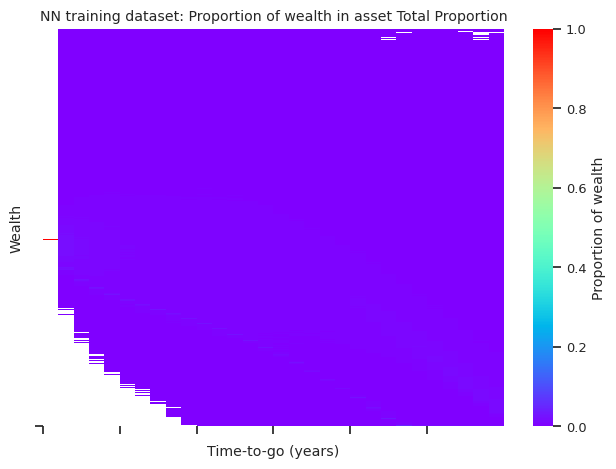 NN training dataset: Proportion of wealth in asset Total Proportion
Wealth
Time-to-go (years)
1.0
0.8
0.6
0.4
0.2
0.0
Proportion of wealth